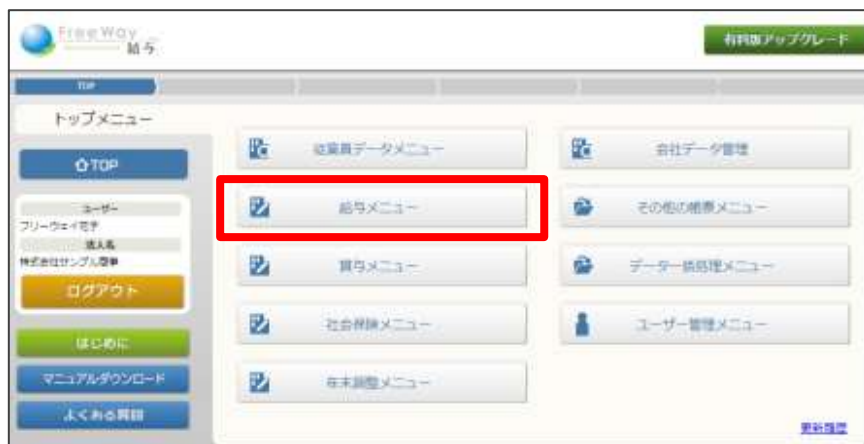 FreeWay
給与
有料版アップグレード
TOP
トップメニュー
TOP
ユーザー
フリーウェイ花子
法人名
株式会社サンプル商事
ログアウト
はじめに
マニュアルダウンロード
よくある質問
従業員データメニュー
会社データ管理
給与メニュー
その他の帳票メニュー
賞与メニュー
データ一括処理メニュー
社会保険メニュー
ユーザー管理メニュー
年末調整メニュー
更新履歴